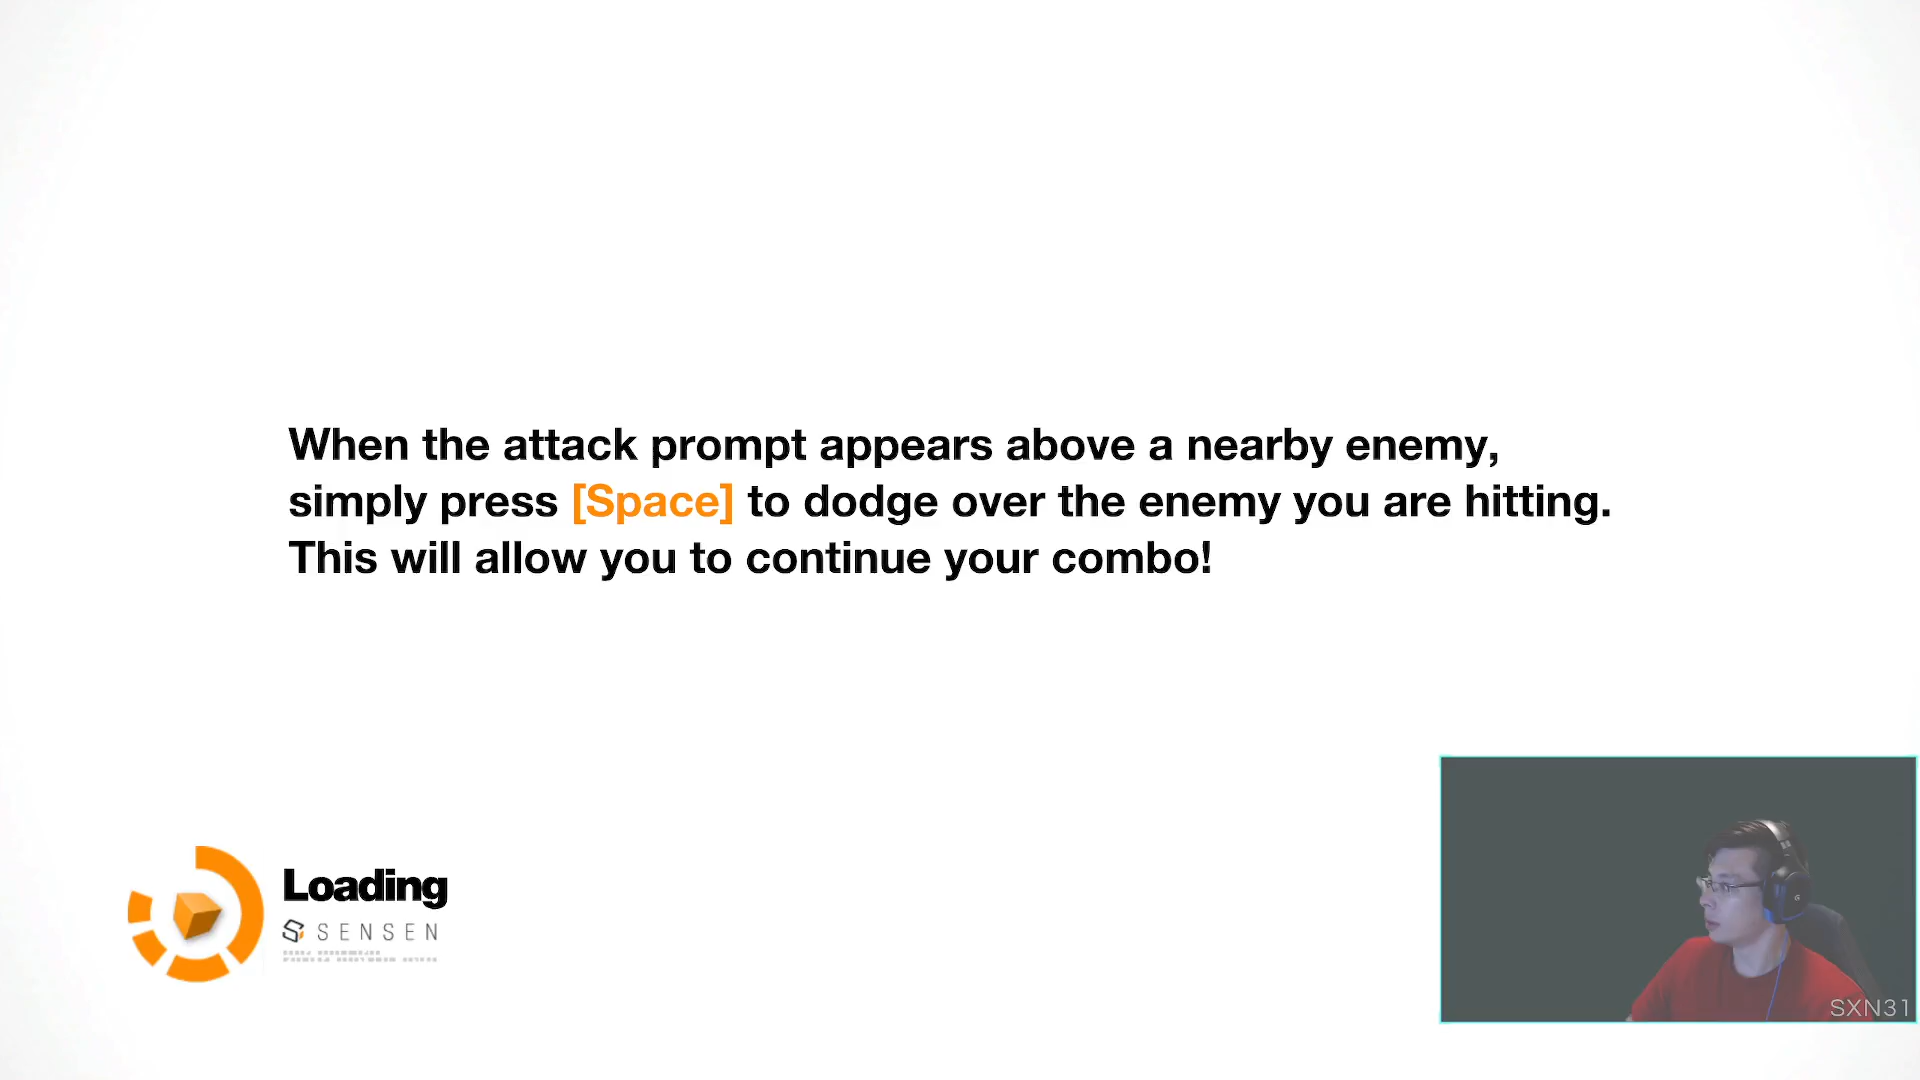 When the attack prompt appears above a nearby enemy,
simply press [Space] to dodge over the enemy you are hitting.
This will allow you to continue your combo!
Loading
SENSEN
SXN31